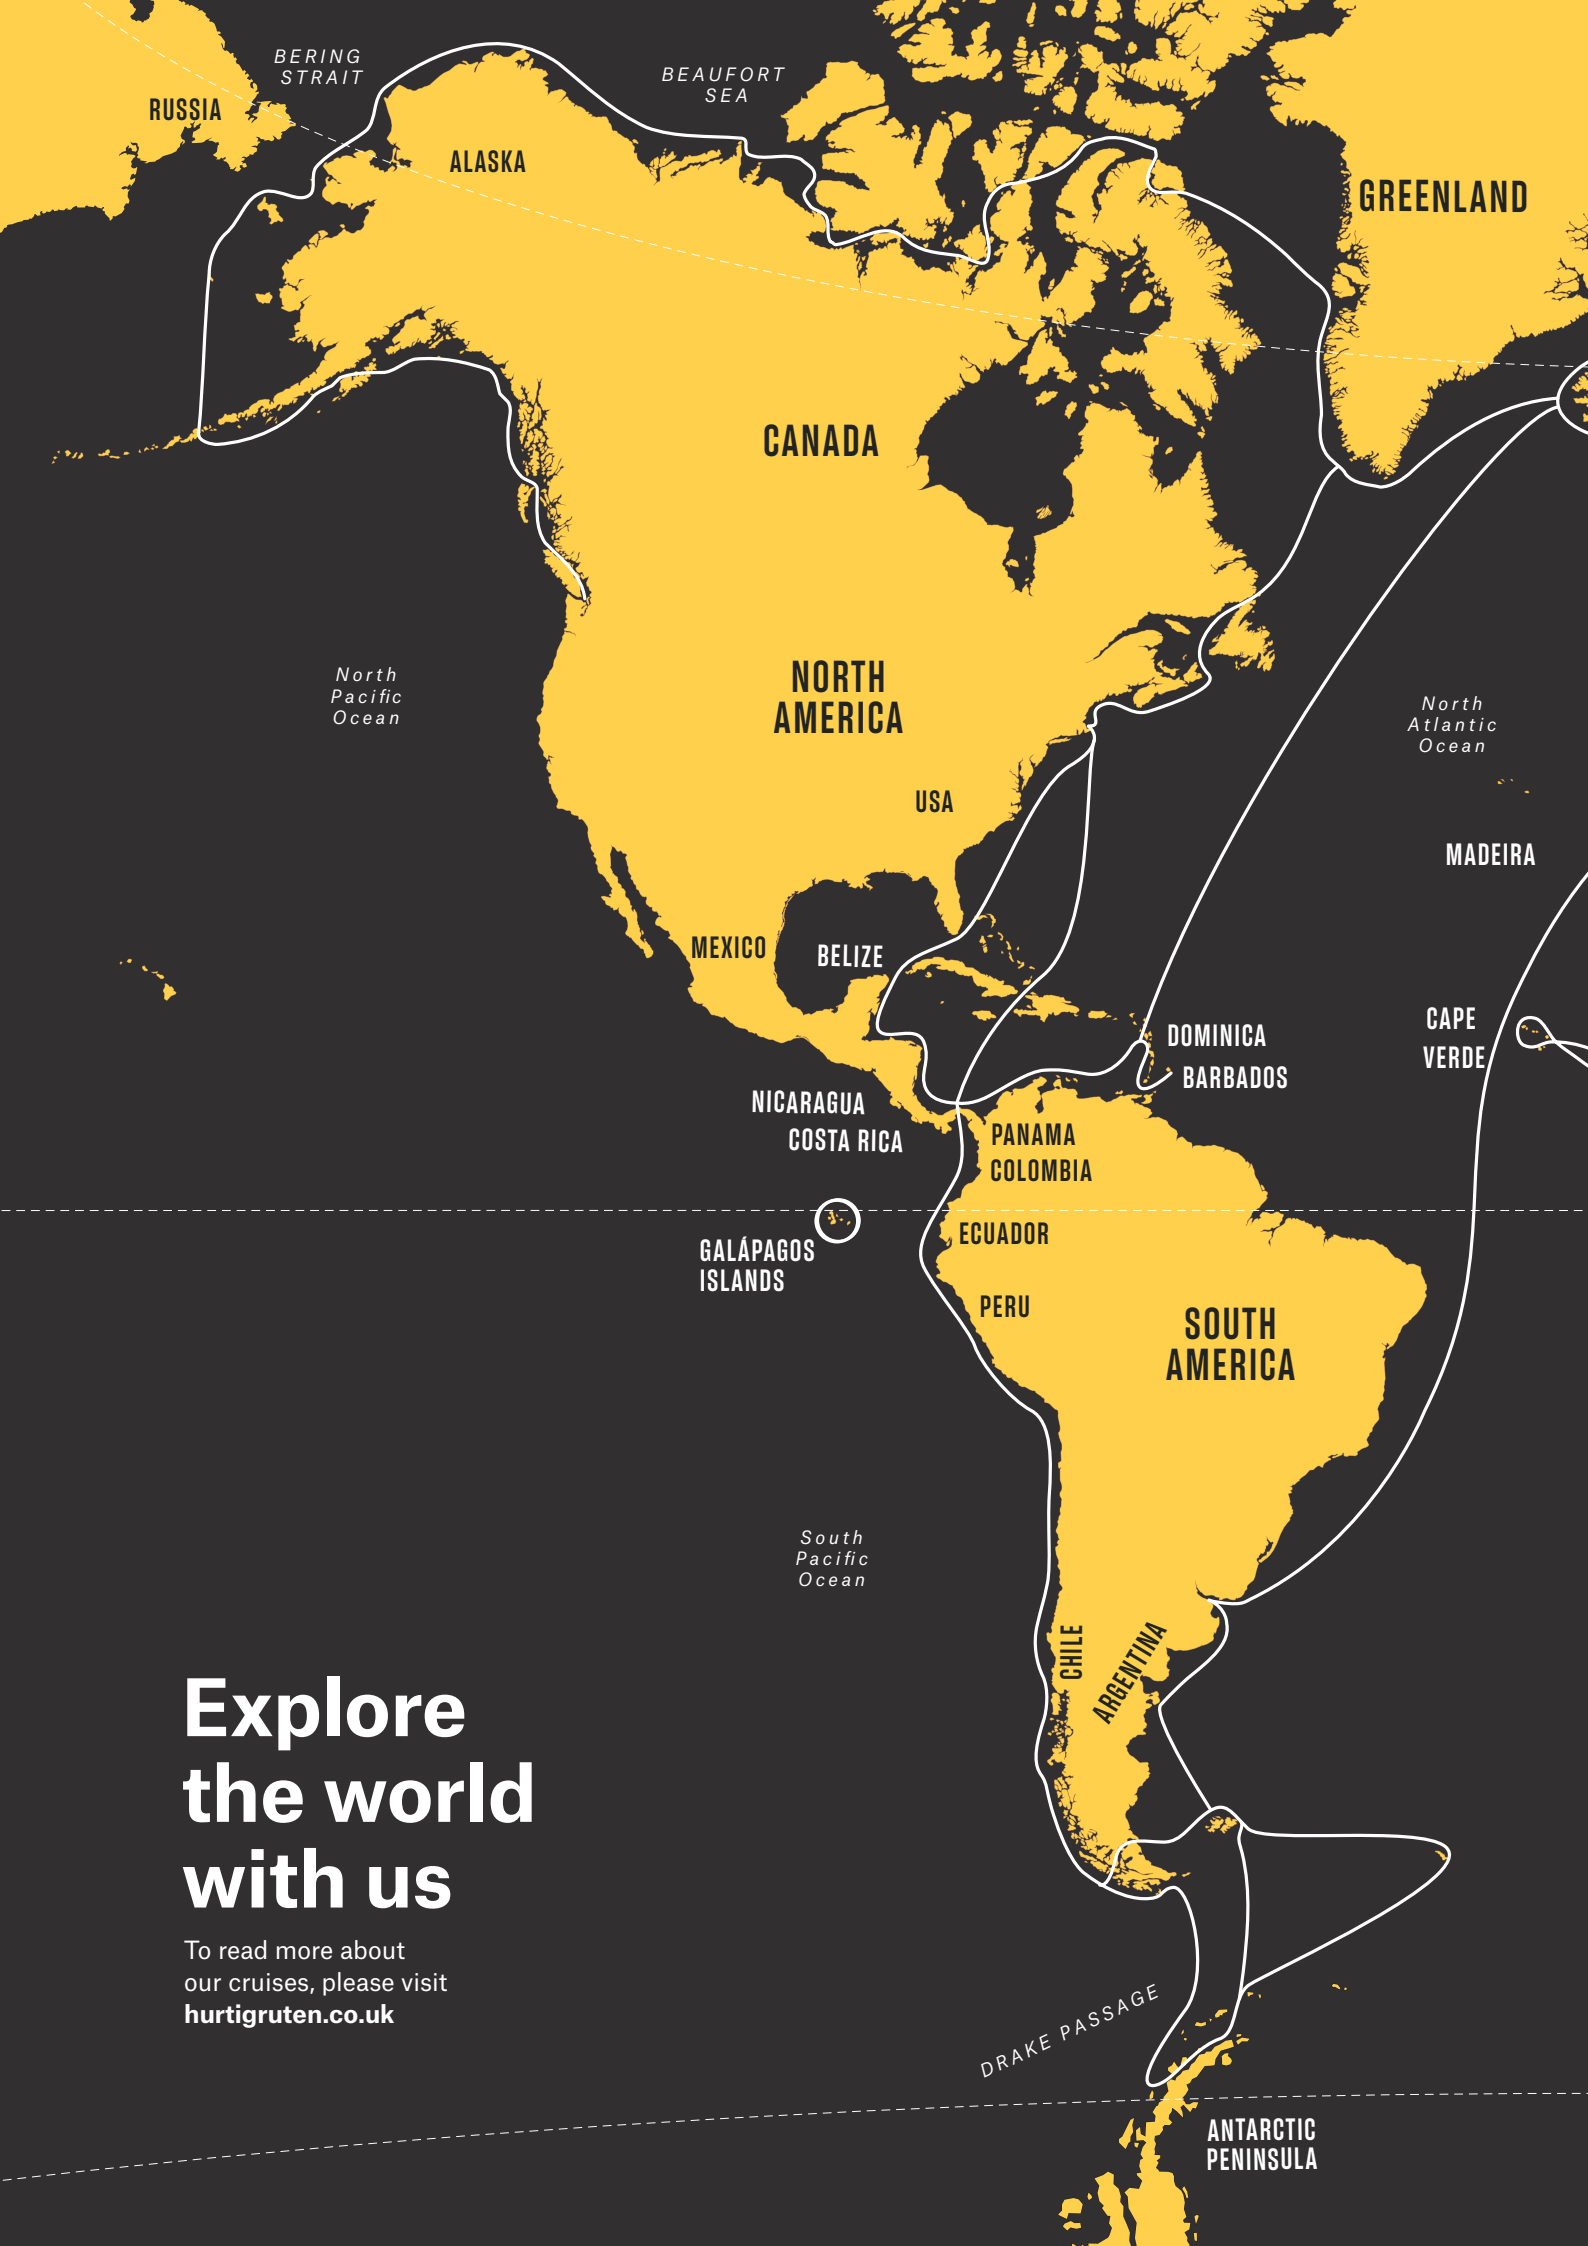 BERING
STRAIT
BEAUFORT
SEA
RUSSIA
ALASKA
GREENLAND
CANADA
North
Pacific
Ocean
NORTH
AMERICA
North
Atlantic
Ocean
USA
MADEIRA
MEXICO
BELIZE
CAPE
VERDE
DOMINICA
BARBADOS
NICARAGUA
COSTA RICA
PANAMA
COLOMBIA
ECUADOR
GALÁPAGOS
ISLANDS
PERU
SOUTH
AMERICA
South
Pacific
Ocean
CHILE
ARGENTINA
Explore
the world
with us
To read more about
our cruises, please visit
hurtigruten.co.uk
DRAKE PASSAGE
ANTARCTIC
PENINSULA